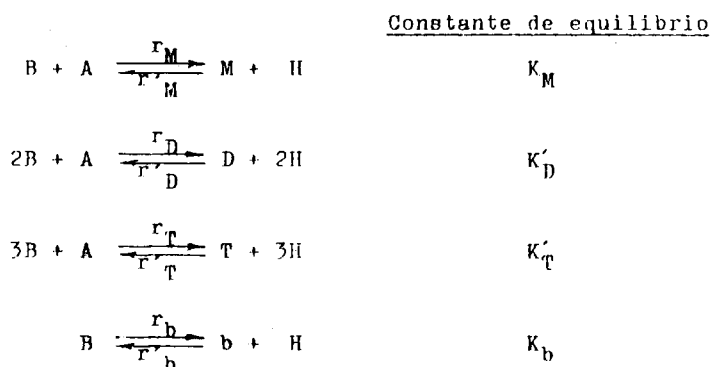 Constante de equilibrio
B + A r_M r'_M M + H K_M
2B + A r_D r'_D D + 2H K'_D
3B + A r_T r'_T T + 3H K'_T
B r_b r'_b b + H K_b